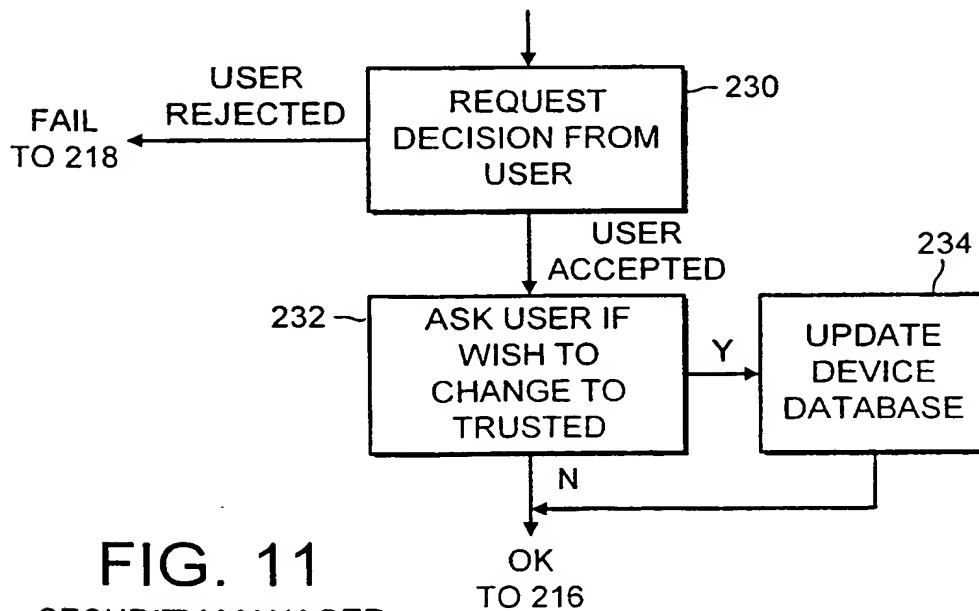 USER
REJECTED
FAIL
TO 218
REQUEST
DECISION FROM
USER
230
USER
ACCEPTED
232
ASK USER IF
WISH TO
CHANGE TO
TRUSTED
Y
234
UPDATE
DEVICE
DATABASE
N
OK
TO 216
FIG. 11